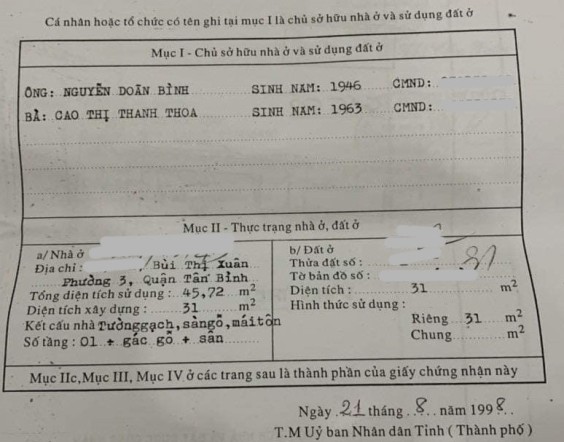 Cá nhân hoặc tổ chức có tên ghi tại mục I là chủ sở hữu nhà ở và sử dụng đất ở
Mục I - Chủ sở hữu nhà ở và sử dụng đất ở
ÔNG: NGUYỄN DOÃN BÌNH SINH NĂM: 1946 CMND:
BÀ: CAO THỊ THANH THOA SINH NĂM: 1963 CMND:
Mục II - Thực trạng nhà ở, đất ở
a/ Nhà ở
Địa chỉ : Bùi Thị Xuân
Phường 3, Quận Tân Bình
Tổng diện tích sử dụng : 45,72 m²
Diện tích xây dựng : 31 m²
Kết cấu nhà Tườnggạch, sàngỗ, máitôn
Số tầng : 01 + gác gỗ + sân
b/ Đất ở
Thửa đất số : 31
Tờ bản đồ số :
Diện tích : 31 m²
Hình thức sử dụng :
Riêng 31 m²
Chung m²
Mục IIc, Mục III, Mục IV ở các trang sau là thành phần của giấy chứng nhận này
Ngày 21 tháng 8 năm 1998
T.M Uỷ ban Nhân dân Tỉnh ( Thành phố )